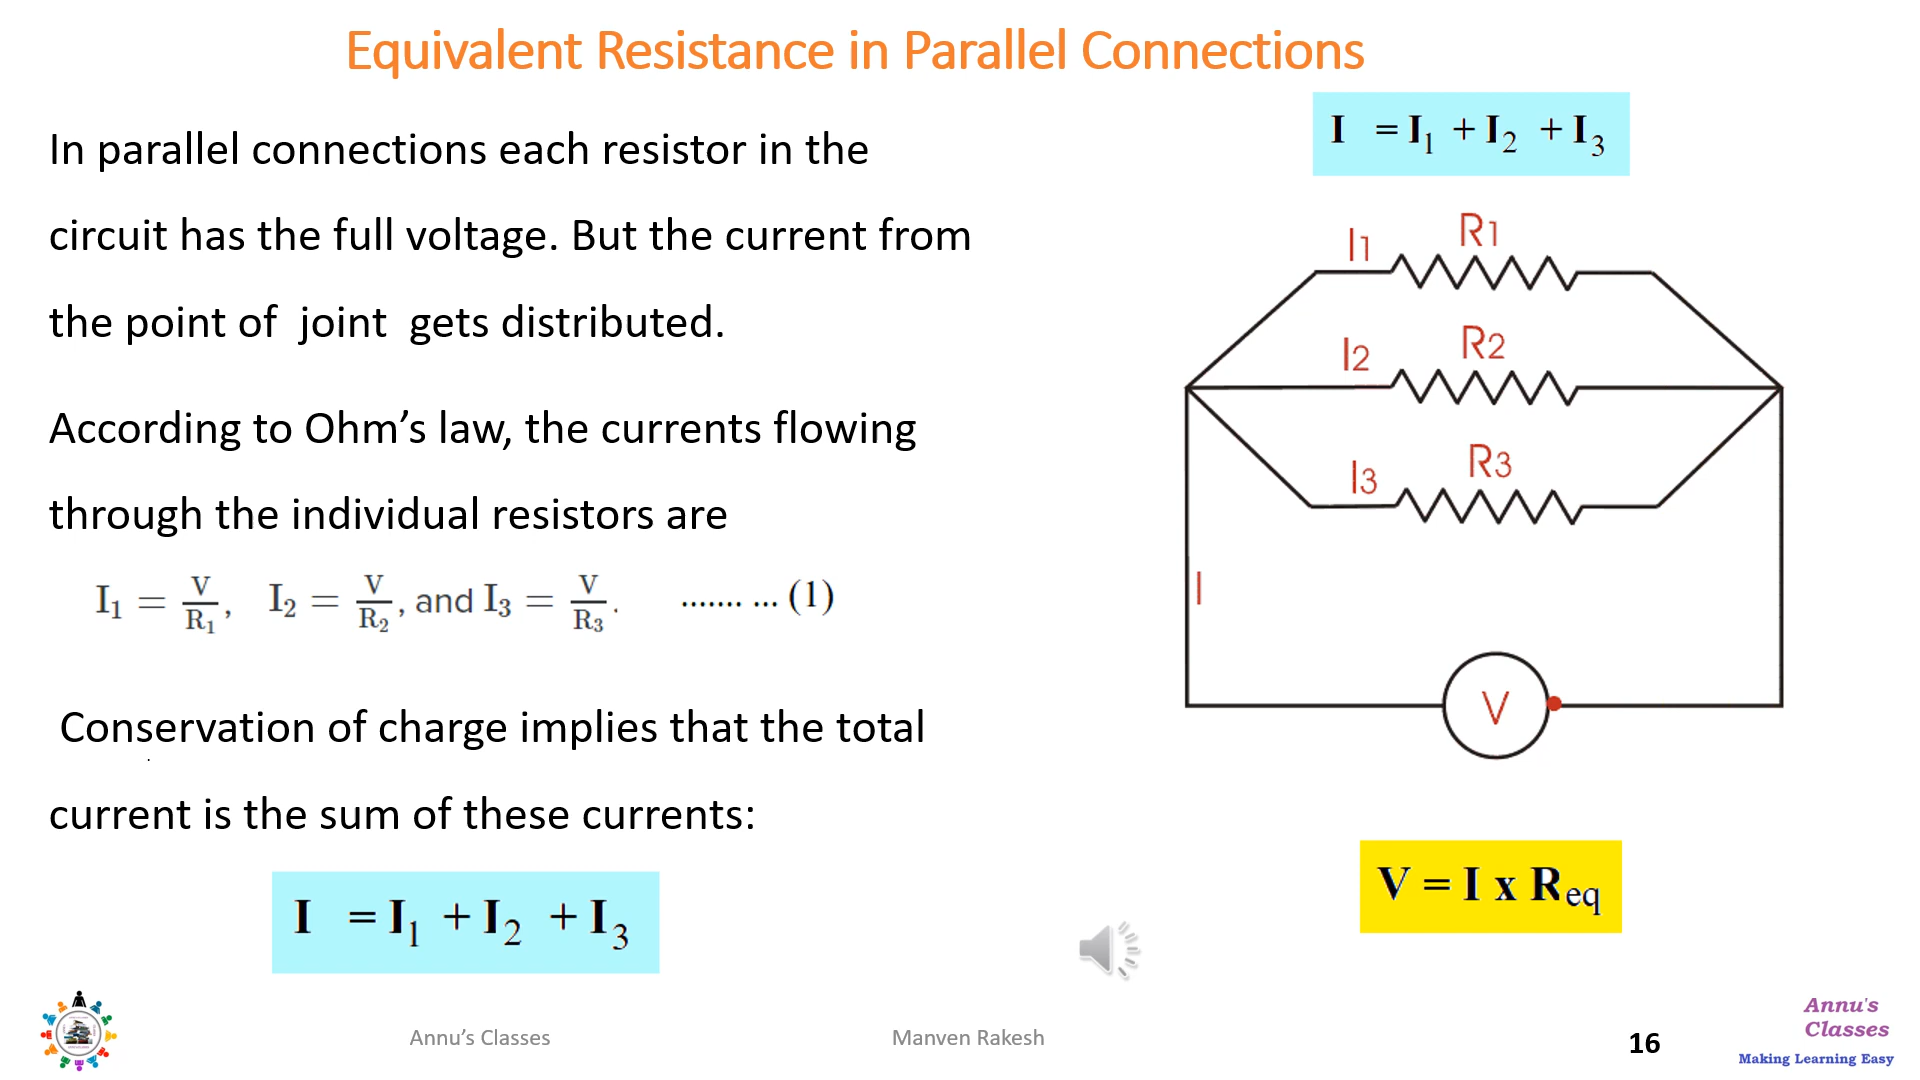 Equivalent Resistance in Parallel Connections
In parallel connections each resistor in the
circuit has the full voltage. But the current from
the point of  joint  gets distributed.
According to Ohm’s law, the currents flowing
through the individual resistors are
I₁ = V/R₁,  I₂ = V/R₂, and I₃ = V/R₃.  ....... ... (1)
Conservation of charge implies that the total
current is the sum of these currents:
I = I₁ + I₂ + I₃
I = I₁ + I₂ + I₃
I1 R1
I2 R2
I3 R3
I
V
V = I x Req
Annu’s Classes
Manven Rakesh
16
Annu's
Classes
Making Learning Easy